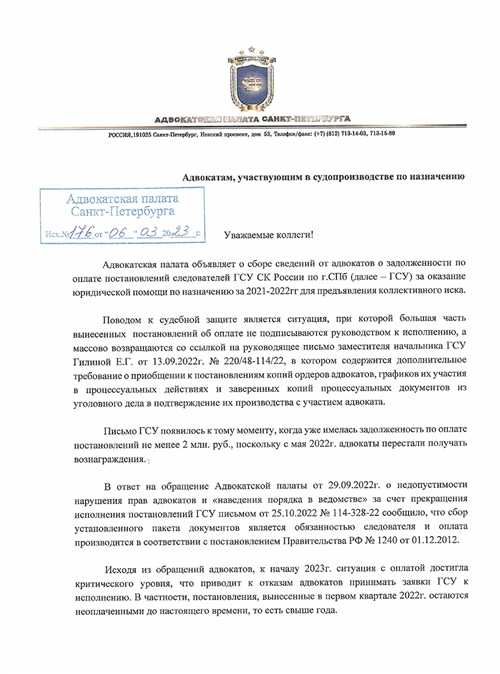 АДВОКАТСКАЯ ПАЛАТА САНКТ-ПЕТЕРБУРГА
РОССИЯ,191025 Санкт-Петербург, Невский проспект, дом 53, Телефон/факс: (+7) (812) 713-14-03, 713-15-89
Адвокатам, участвующим в судопроизводстве по назначению
Адвокатская палата
Санкт-Петербурга
Исх.№ 176 от «06» 03 2023 г.
Уважаемые коллеги!
Адвокатская палата объявляет о сборе сведений от адвокатов о задолженности по
оплате постановлений следователей ГСУ СК России по г.СПб (далее – ГСУ) за оказание
юридической помощи по назначению за 2021-2022гг для предъявления коллективного иска.
Поводом к судебной защите является ситуация, при которой большая часть
вынесенных постановлений об оплате не подписываются руководством к исполнению, а
массово возвращаются со ссылкой на руководящее письмо заместителя начальника ГСУ
Гилиной Е.Г. от 13.09.2022г. № 220/48-114/22, в котором содержится дополнительное
требование о приобщении к постановлениям копий ордеров адвокатов, графиков их участия
в процессуальных действиях и заверенных копий процессуальных документов из
уголовного дела в подтверждение их производства с участием адвоката.
Письмо ГСУ появилось к тому моменту, когда уже имелась задолженность по оплате
постановлений не менее 2 млн. руб., поскольку с мая 2022г. адвокаты перестали получать
вознаграждения.
В ответ на обращение Адвокатской палаты от 29.09.2022г. о недопустимости
нарушения прав адвокатов и «наведения порядка в ведомстве» за счет прекращения
исполнения постановлений ГСУ письмом от 25.10.2022 № 114-328-22 сообщило, что сбор
установленного пакета документов является обязанностью следователя и оплата
производится в соответствии с постановлением Правительства РФ № 1240 от 01.12.2012.
Исходя из обращений адвокатов, к началу 2023г. ситуация с оплатой достигла
критического уровня, что приводит к отказам адвокатов принимать заявки ГСУ к
исполнению. В частности, постановления, вынесенные в первом квартале 2022г. остаются
неоплаченными до настоящего времени, то есть свыше года.